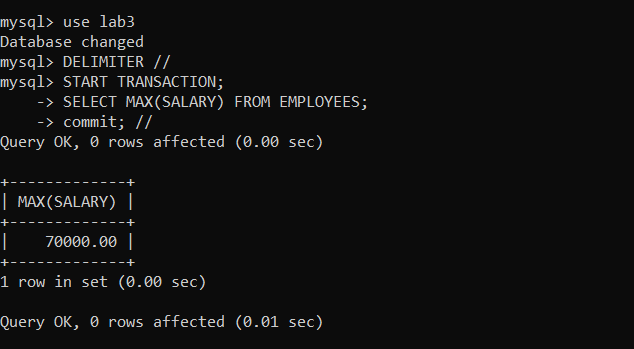 mysql> use lab3
Database changed
mysql> DELIMITER //
mysql> START TRANSACTION;
    -> SELECT MAX(SALARY) FROM EMPLOYEES;
    -> commit; //
Query OK, 0 rows affected (0.00 sec)

+-------------+
| MAX(SALARY) |
+-------------+
|    70000.00 |
+-------------+
1 row in set (0.00 sec)

Query OK, 0 rows affected (0.01 sec)